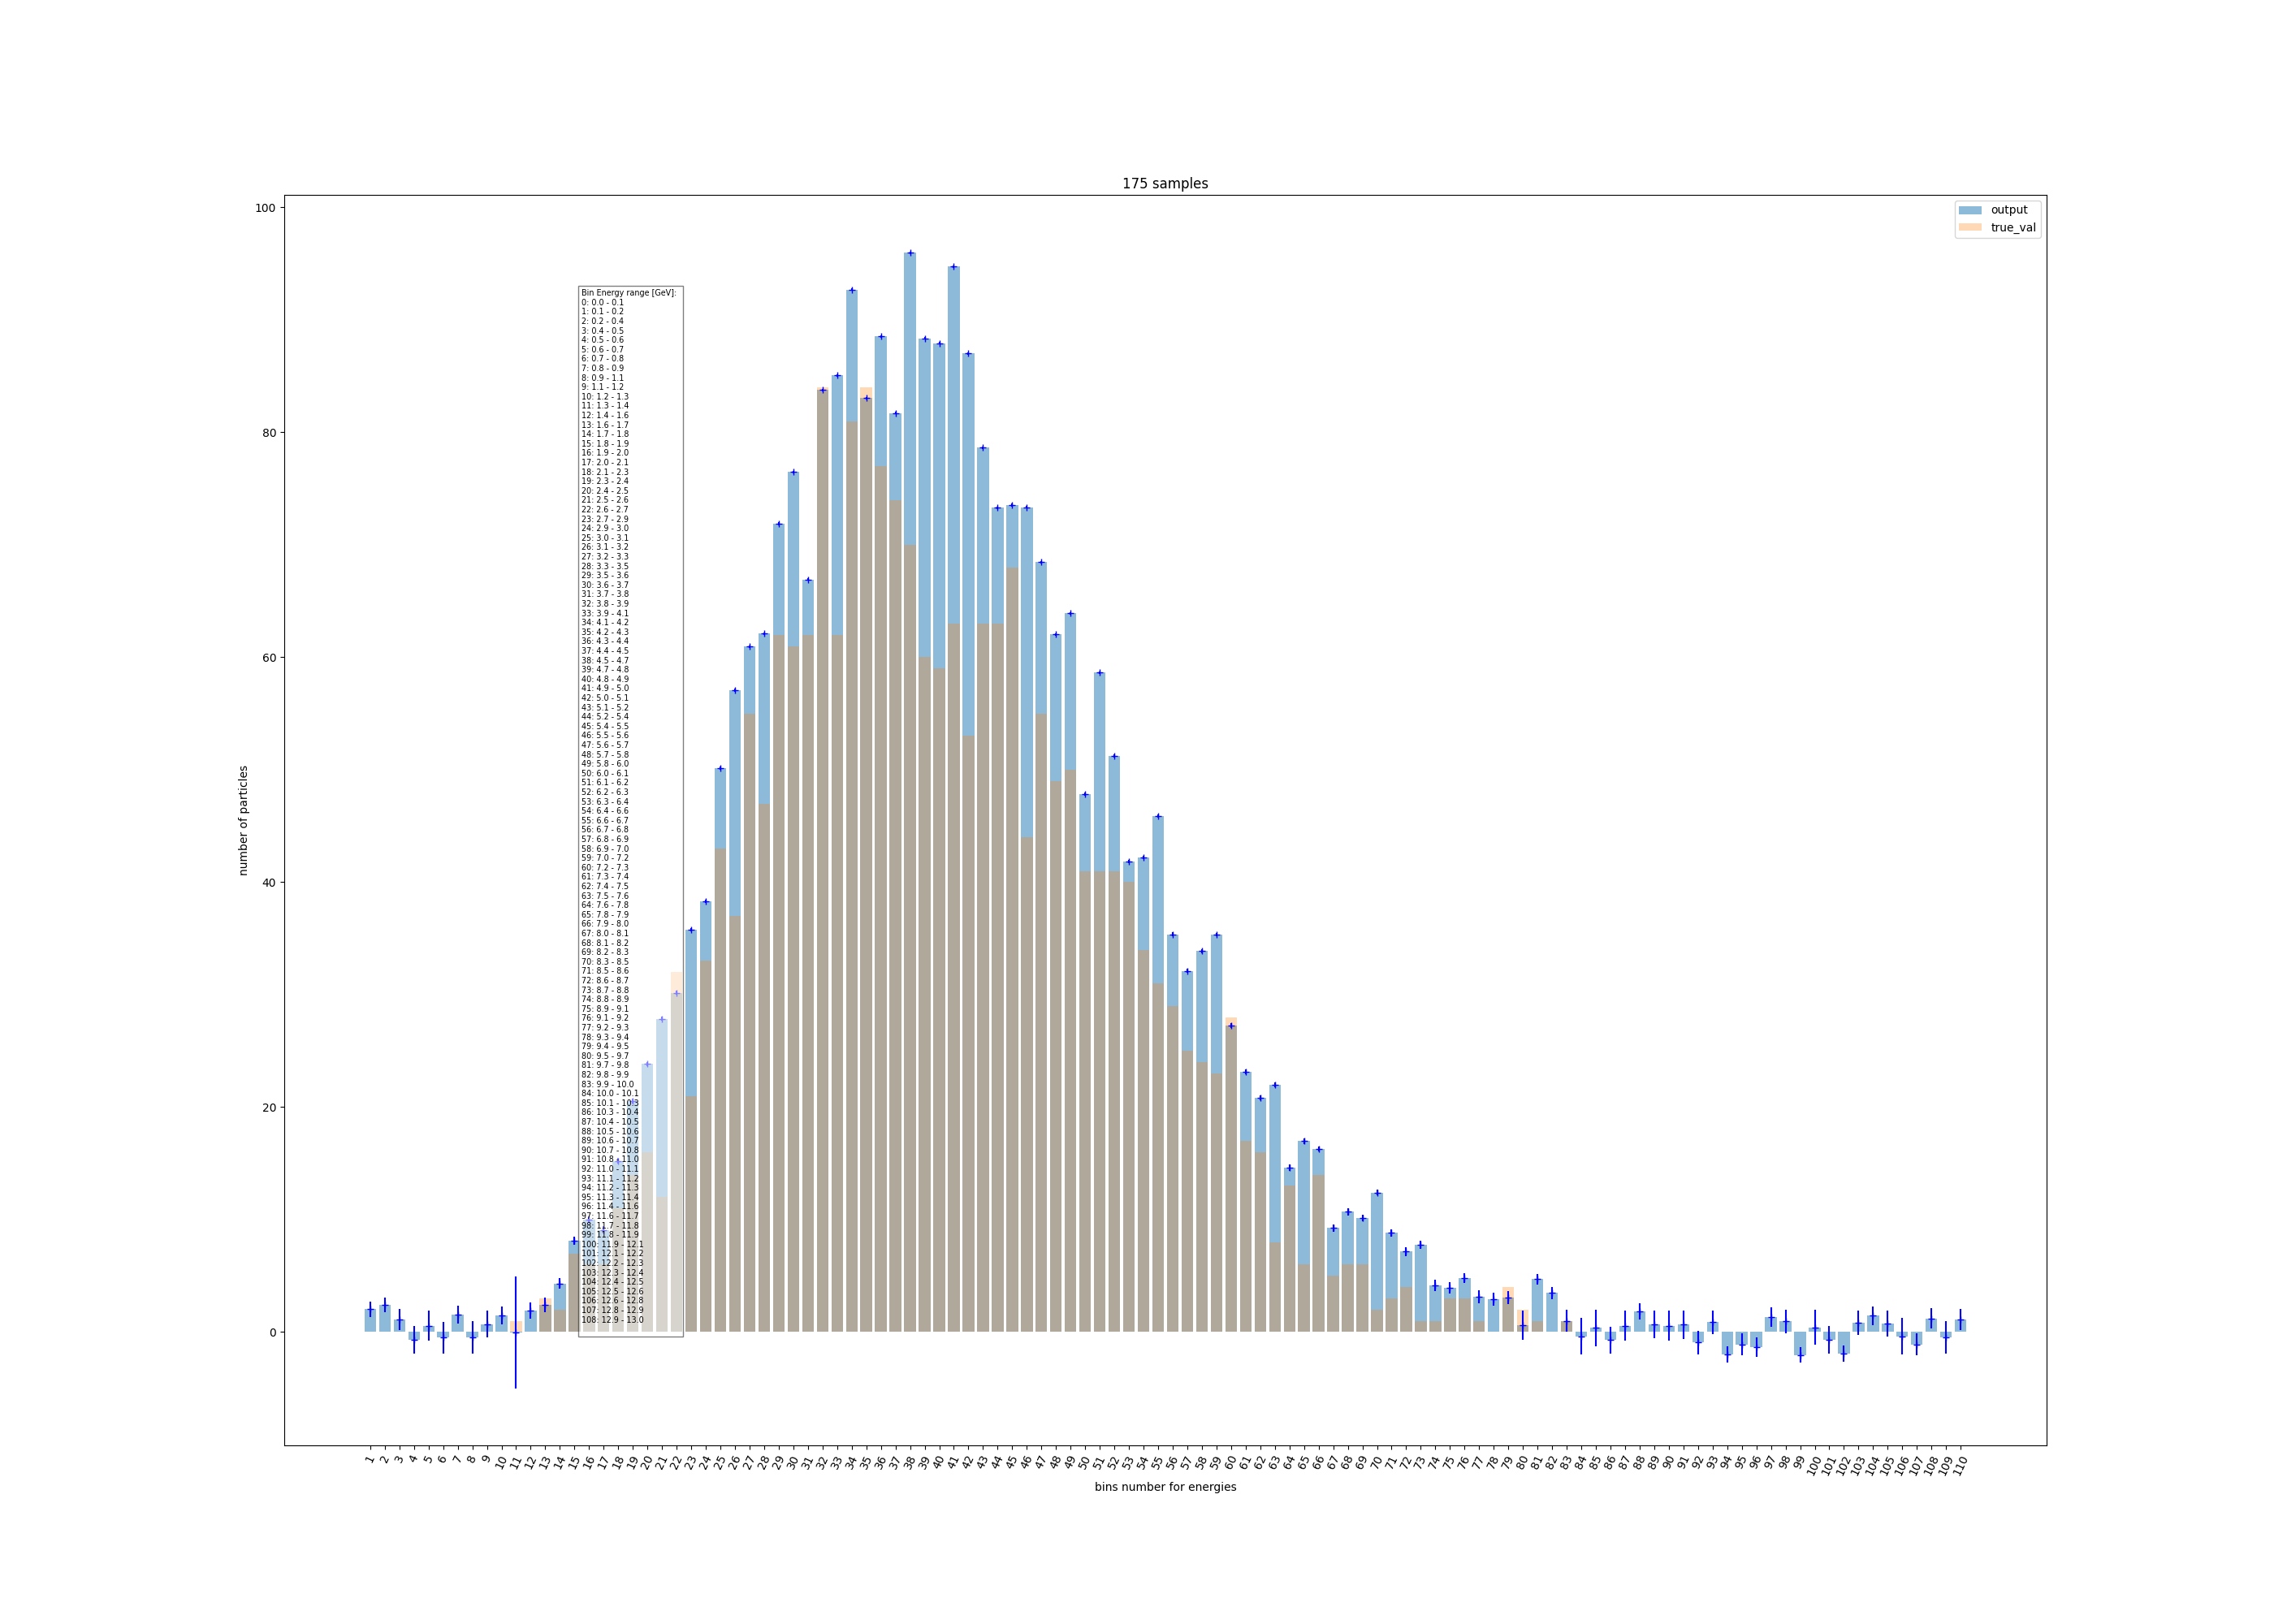 175 samples
output
true_val
100
80
60
40
20
0
number of particles
Bin Energy range [GeV]:
0: 0.0 - 0.1
1: 0.1 - 0.2
2: 0.2 - 0.4
3: 0.4 - 0.5
4: 0.5 - 0.6
5: 0.6 - 0.7
6: 0.7 - 0.8
7: 0.8 - 0.9
8: 0.9 - 1.1
9: 1.1 - 1.2
10: 1.2 - 1.3
11: 1.3 - 1.4
12: 1.4 - 1.6
13: 1.6 - 1.7
14: 1.7 - 1.8
15: 1.8 - 1.9
16: 1.9 - 2.0
17: 2.0 - 2.1
18: 2.1 - 2.3
19: 2.3 - 2.4
20: 2.4 - 2.5
21: 2.5 - 2.6
22: 2.6 - 2.7
23: 2.7 - 2.9
24: 2.9 - 3.0
25: 3.0 - 3.1
26: 3.1 - 3.2
27: 3.2 - 3.3
28: 3.3 - 3.5
29: 3.5 - 3.6
30: 3.6 - 3.7
31: 3.7 - 3.8
32: 3.8 - 3.9
33: 3.9 - 4.1
34: 4.1 - 4.2
35: 4.2 - 4.3
36: 4.3 - 4.4
37: 4.4 - 4.5
38: 4.5 - 4.7
39: 4.7 - 4.8
40: 4.8 - 4.9
41: 4.9 - 5.0
42: 5.0 - 5.1
43: 5.1 - 5.2
44: 5.2 - 5.4
45: 5.4 - 5.5
46: 5.5 - 5.6
47: 5.6 - 5.7
48: 5.7 - 5.8
49: 5.8 - 6.0
50: 6.0 - 6.1
51: 6.1 - 6.2
52: 6.2 - 6.3
53: 6.3 - 6.4
54: 6.4 - 6.6
55: 6.6 - 6.7
56: 6.7 - 6.8
57: 6.8 - 6.9
58: 6.9 - 7.0
59: 7.0 - 7.2
60: 7.2 - 7.3
61: 7.3 - 7.4
62: 7.4 - 7.5
63: 7.5 - 7.6
64: 7.6 - 7.8
65: 7.8 - 7.9
66: 7.9 - 8.0
67: 8.0 - 8.1
68: 8.1 - 8.2
69: 8.2 - 8.3
70: 8.3 - 8.5
71: 8.5 - 8.6
72: 8.6 - 8.7
73: 8.7 - 8.8
74: 8.8 - 8.9
75: 8.9 - 9.1
76: 9.1 - 9.2
77: 9.2 - 9.3
78: 9.3 - 9.4
79: 9.4 - 9.5
80: 9.5 - 9.7
81: 9.7 - 9.8
82: 9.8 - 9.9
83: 9.9 - 10.0
84: 10.0 - 10.1
85: 10.1 - 10.3
86: 10.3 - 10.4
87: 10.4 - 10.5
88: 10.5 - 10.6
89: 10.6 - 10.7
90: 10.7 - 10.8
91: 10.8 - 11.0
92: 11.0 - 11.1
93: 11.1 - 11.2
94: 11.2 - 11.3
95: 11.3 - 11.4
96: 11.4 - 11.6
97: 11.6 - 11.7
98: 11.7 - 11.8
99: 11.8 - 11.9
100: 11.9 - 12.1
101: 12.1 - 12.2
102: 12.2 - 12.3
103: 12.3 - 12.4
104: 12.4 - 12.5
105: 12.5 - 12.6
106: 12.6 - 12.8
107: 12.8 - 12.9
108: 12.9 - 13.0
1 2 3 4 5 6 7 8 9 10 11 12 13 14 15 16 17 18 19 20 21 22 23 24 25 26 27 28 29 30 31 32 33 34 35 36 37 38 39 40 41 42 43 44 45 46 47 48 49 50 51 52 53 54 55 56 57 58 59 60 61 62 63 64 65 66 67 68 69 70 71 72 73 74 75 76 77 78 79 80 81 82 83 84 85 86 87 88 89 90 91 92 93 94 95 96 97 98 99 100 101 102 103 104 105 106 107 108 109 110
bins number for energies